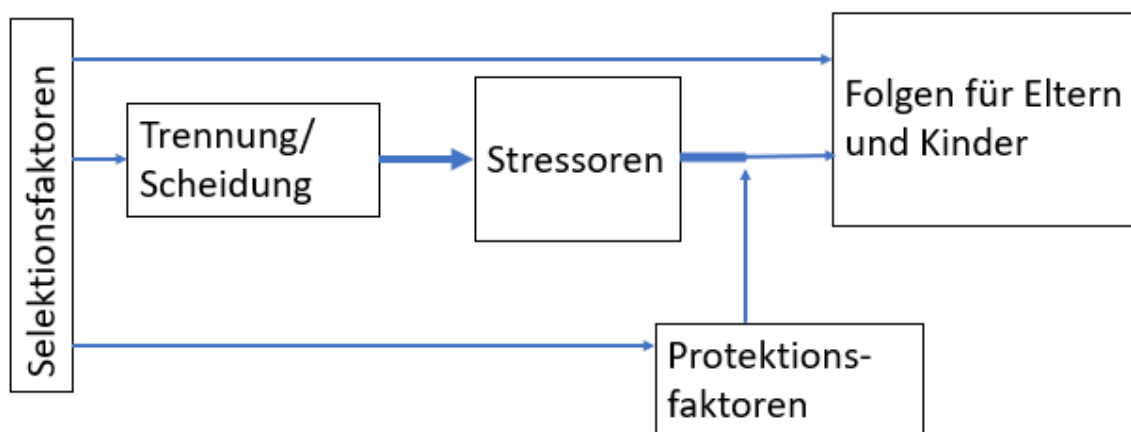 Selektionsfaktoren
Trennung/
Scheidung
Stressoren
Folgen für Eltern
und Kinder
Protektions-
faktoren